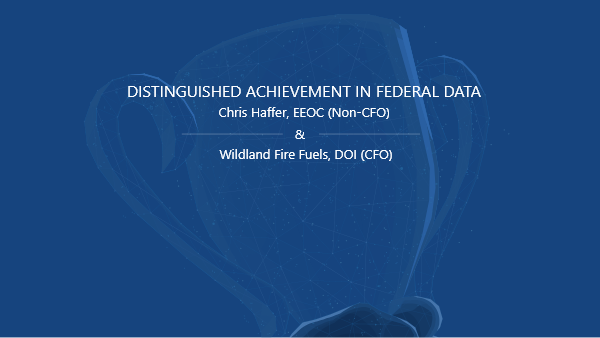 DISTINGUISHED ACHIEVEMENT IN FEDERAL DATA
Chris Haffer, EEOC (Non-CFO)
&
Wildland Fire Fuels, DOI (CFO)